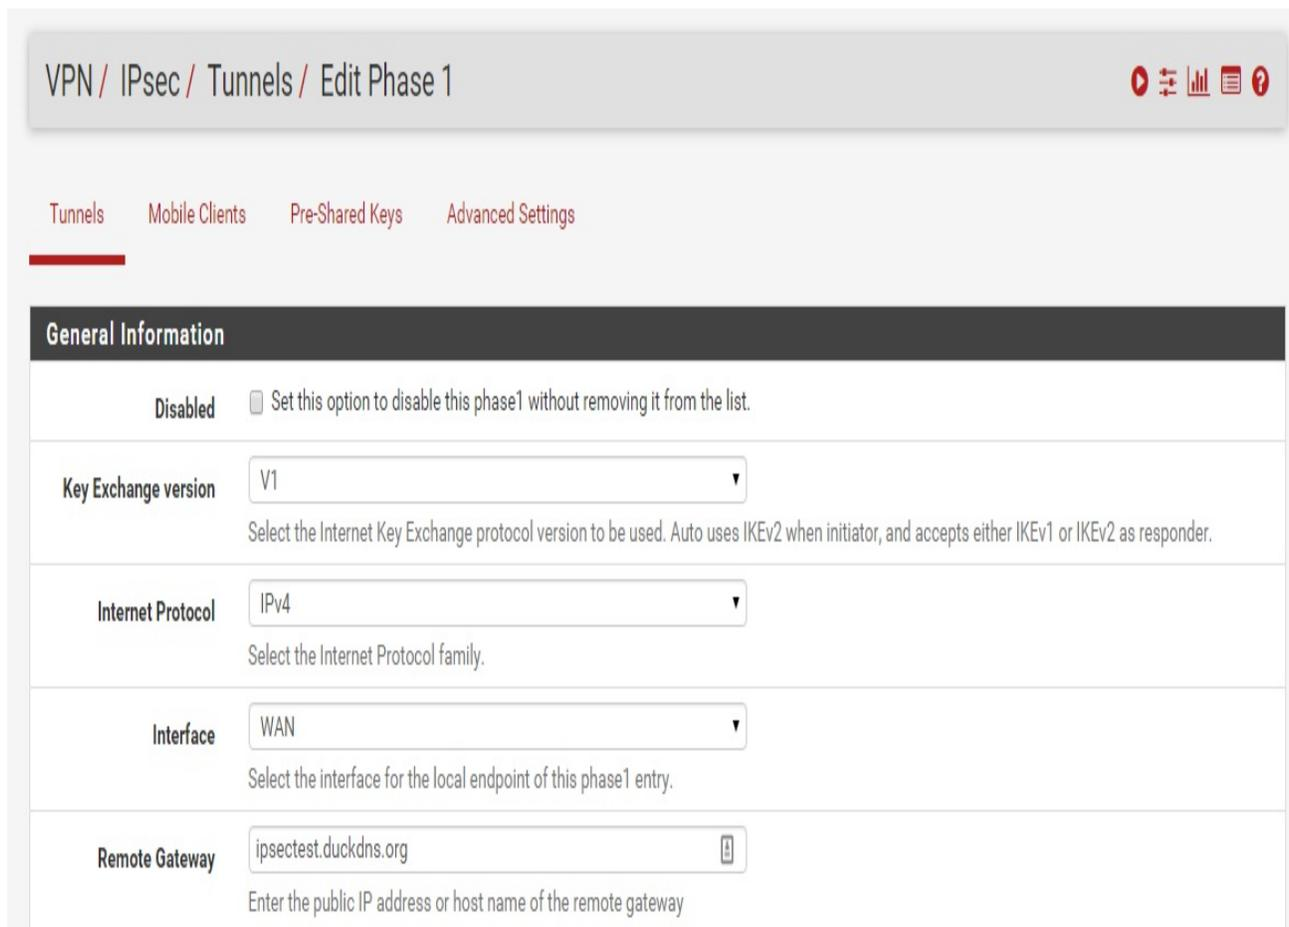 VPN / IPsec / Tunnels / Edit Phase 1
Tunnels Mobile Clients Pre-Shared Keys Advanced Settings
General Information
Disabled Set this option to disable this phase1 without removing it from the list.
Key Exchange version V1
Select the Internet Key Exchange protocol version to be used. Auto uses IKEv2 when initiator, and accepts either IKEv1 or IKEv2 as responder.
Internet Protocol IPv4
Select the Internet Protocol family.
Interface WAN
Select the interface for the local endpoint of this phase1 entry.
Remote Gateway ipsectest.duckdns.org
Enter the public IP address or host name of the remote gateway